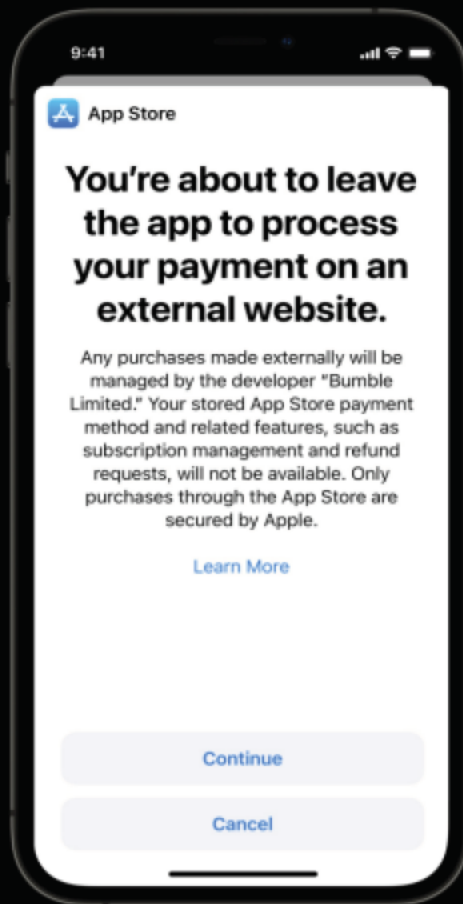 9:41
App Store
You're about to leave
the app to process
your payment on an
external website.
Any purchases made externally will be
managed by the developer "Bumble
Limited." Your stored App Store payment
method and related features, such as
subscription management and refund
requests, will not be available. Only
purchases through the App Store are
secured by Apple.
Learn More
Continue
Cancel